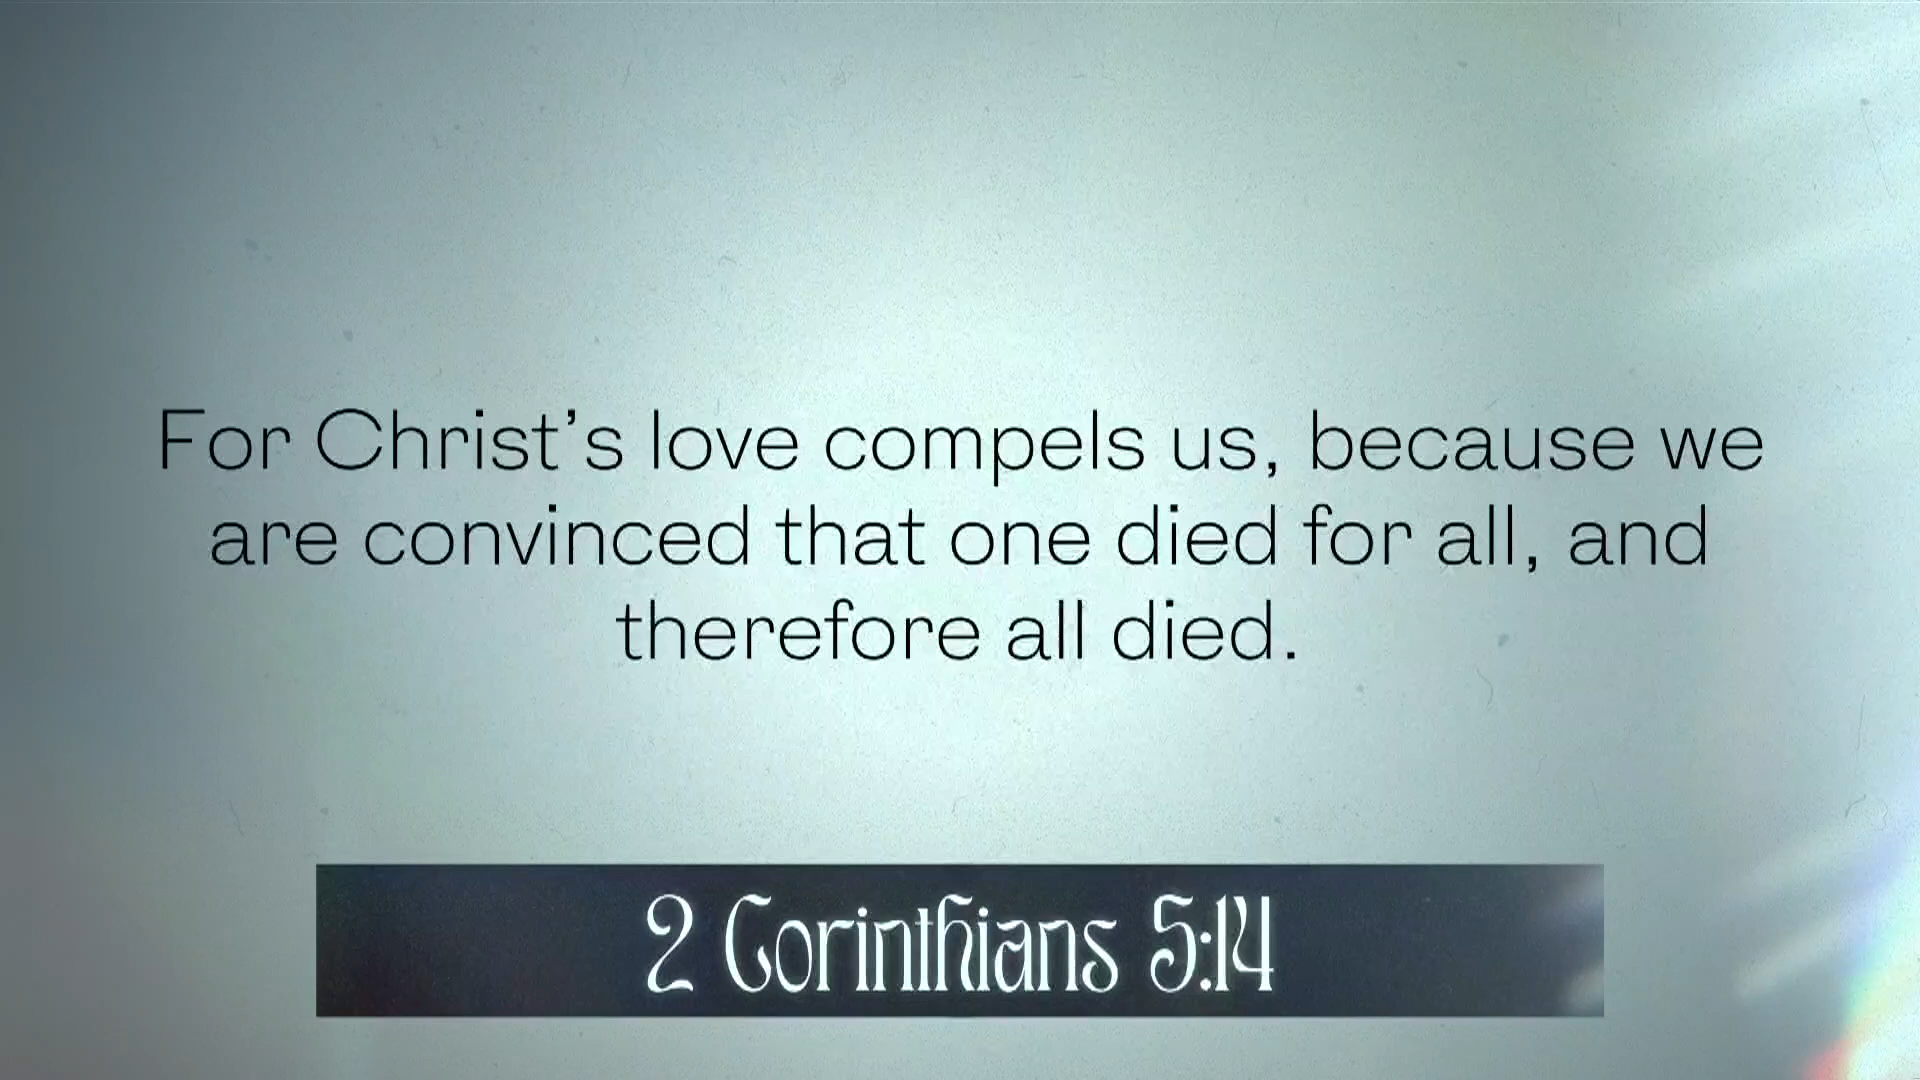 For Christ’s love compels us, because we
are convinced that one died for all, and
therefore all died.
2 Corinthians 5:14